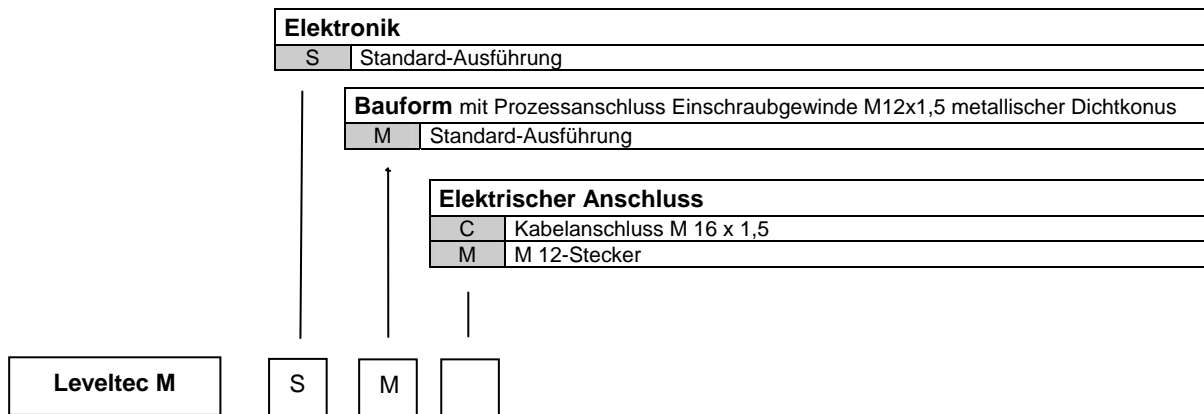 Elektronik
S Standard-Ausführung
Bauform mit Prozessanschluss Einschraubgewinde M12x1,5 metallischer Dichtkonus
M Standard-Ausführung
Elektrischer Anschluss
C Kabelanschluss M 16 x 1,5
M M 12-Stecker
Leveltec M S M